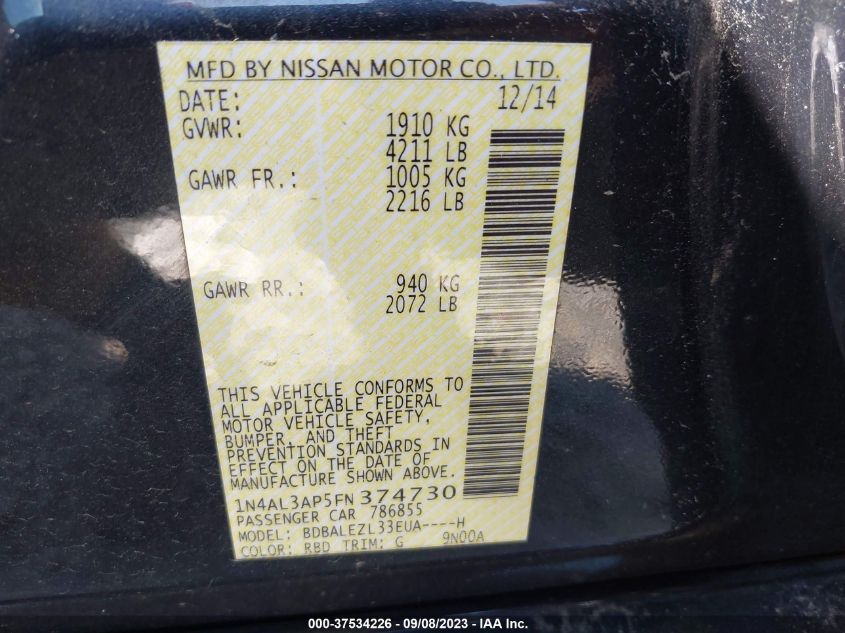 MFD BY NISSAN MOTOR CO., LTD.
DATE: 12/14
GVWR: 1910 KG
4211 LB
GAWR FR.: 1005 KG
2216 LB
GAWR RR.: 940 KG
2072 LB
THIS VEHICLE CONFORMS TO
ALL APPLICABLE FEDERAL
MOTOR VEHICLE SAFETY,
BUMPER, AND THEFT
PREVENTION STANDARDS IN
EFFECT ON THE DATE OF
MANUFACTURE SHOWN ABOVE.
1N4AL3AP5FN374730
PASSENGER CAR 786855
MODEL: BDBALEZL33EUA----H
COLOR: RBD TRIM: G 9N00A
000-37534226 - 09/08/2023 - IAA Inc.